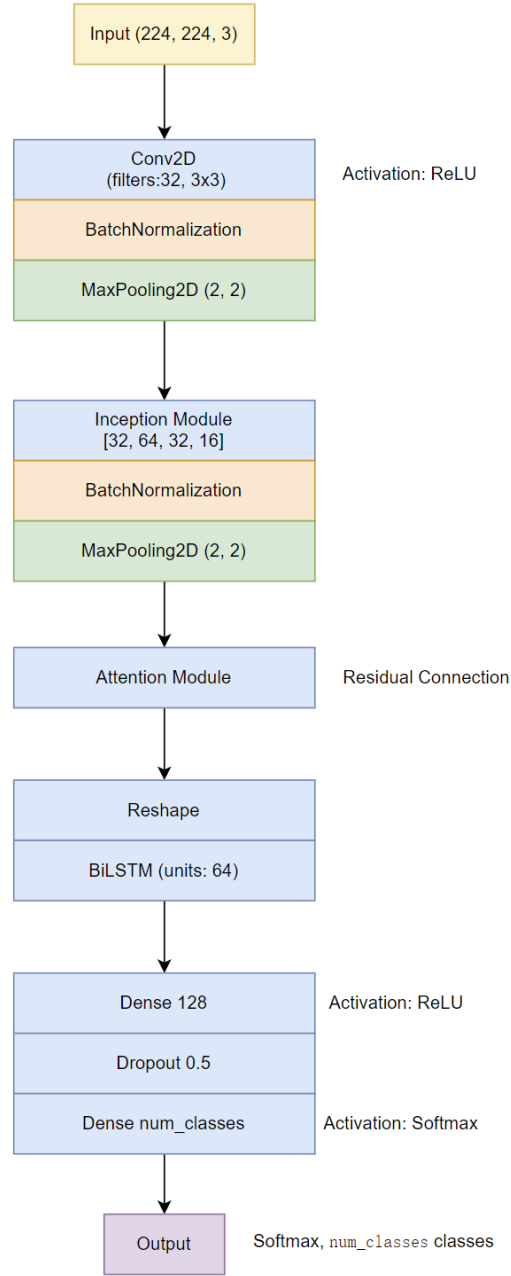 Input (224, 224, 3)
Conv2D
(filters:32, 3x3)
Activation: ReLU
BatchNormalization
MaxPooling2D (2, 2)
Inception Module
[32, 64, 32, 16]
BatchNormalization
MaxPooling2D (2, 2)
Attention Module
Residual Connection
Reshape
BiLSTM (units: 64)
Dense 128
Activation: ReLU
Dropout 0.5
Dense num_classes
Activation: Softmax
Output
Softmax, num_classes classes